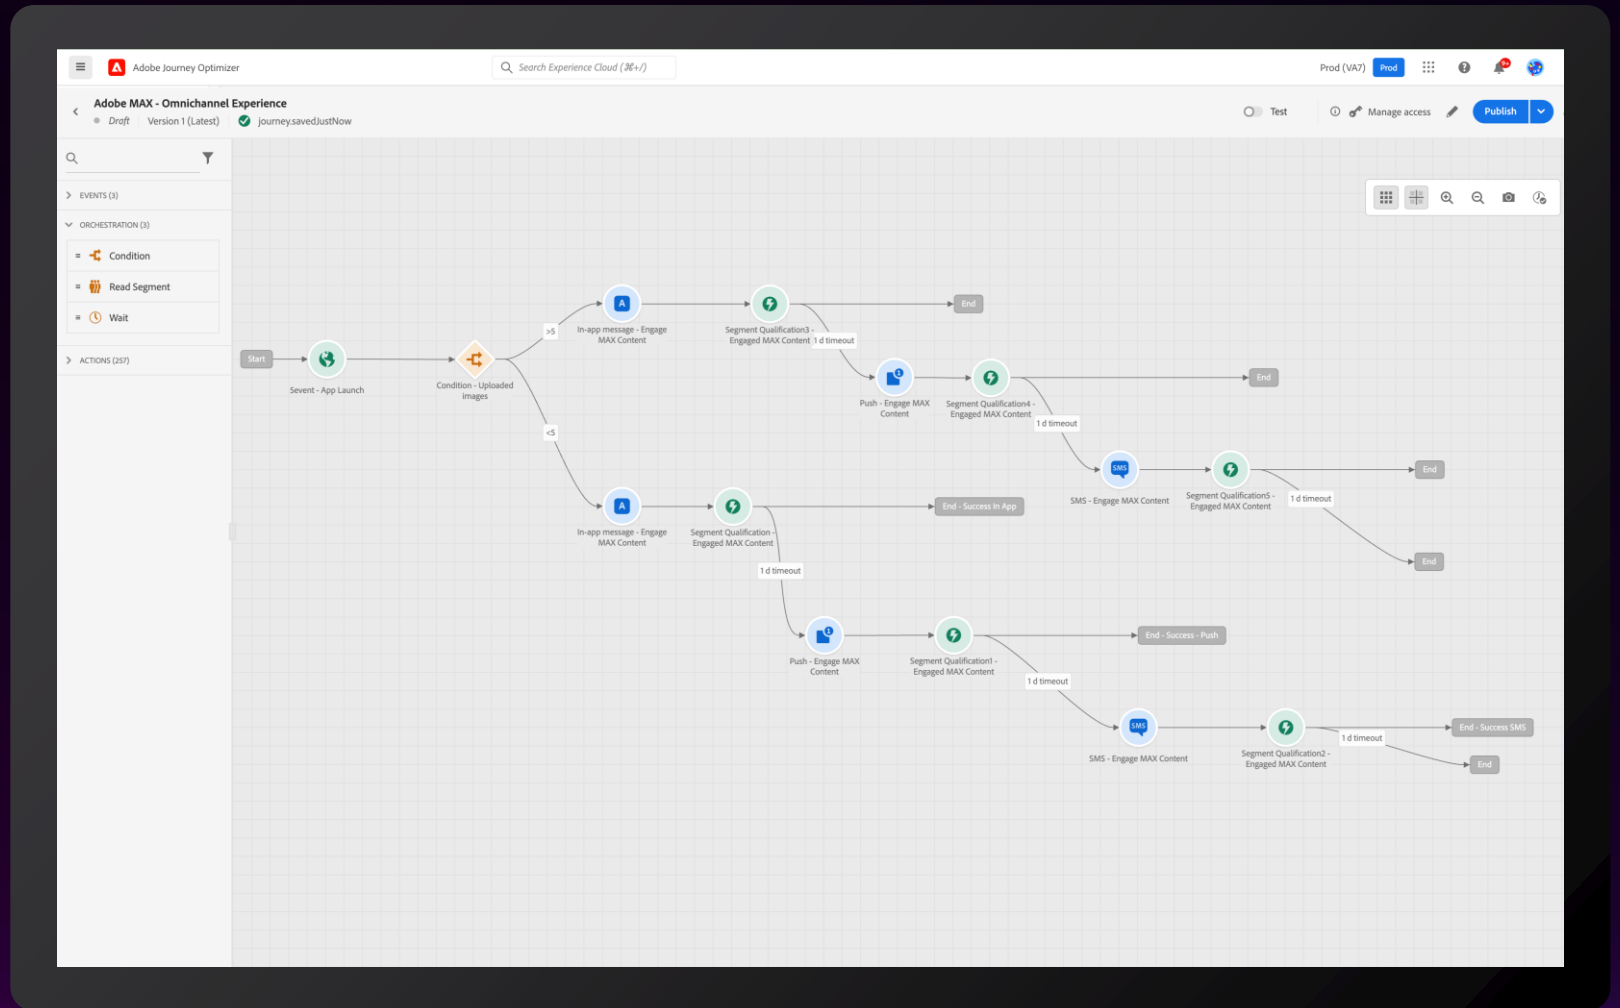 Adobe Journey Optimizer
Search Experience Cloud (⌘+/)
Prod (VA7)
Prod
9+
Adobe MAX - Omnichannel Experience
Draft
Version 1 (Latest)
journey.savedJustNow
Test
Manage access
Publish
EVENTS (3)
ORCHESTRATION (3)
Condition
Read Segment
Wait
ACTIONS (257)
Start
Sevent - App Launch
Condition - Uploaded
images
>5
A
In-app message - Engage
MAX Content
Segment Qualification3 -
Engaged MAX Content
End
1 d timeout
1
Push - Engage MAX
Content
Segment Qualification4 -
Engaged MAX Content
End
1 d timeout
SMS
SMS - Engage MAX Content
Segment Qualification5 -
Engaged MAX Content
End
1 d timeout
End
<5
A
In-app message - Engage
MAX Content
Segment Qualification -
Engaged MAX Content
End - Success In App
1 d timeout
1
Push - Engage MAX
Content
Segment Qualification1 -
Engaged MAX Content
End - Success - Push
1 d timeout
SMS
SMS - Engage MAX Content
Segment Qualification2 -
Engaged MAX Content
End - Success SMS
1 d timeout
End